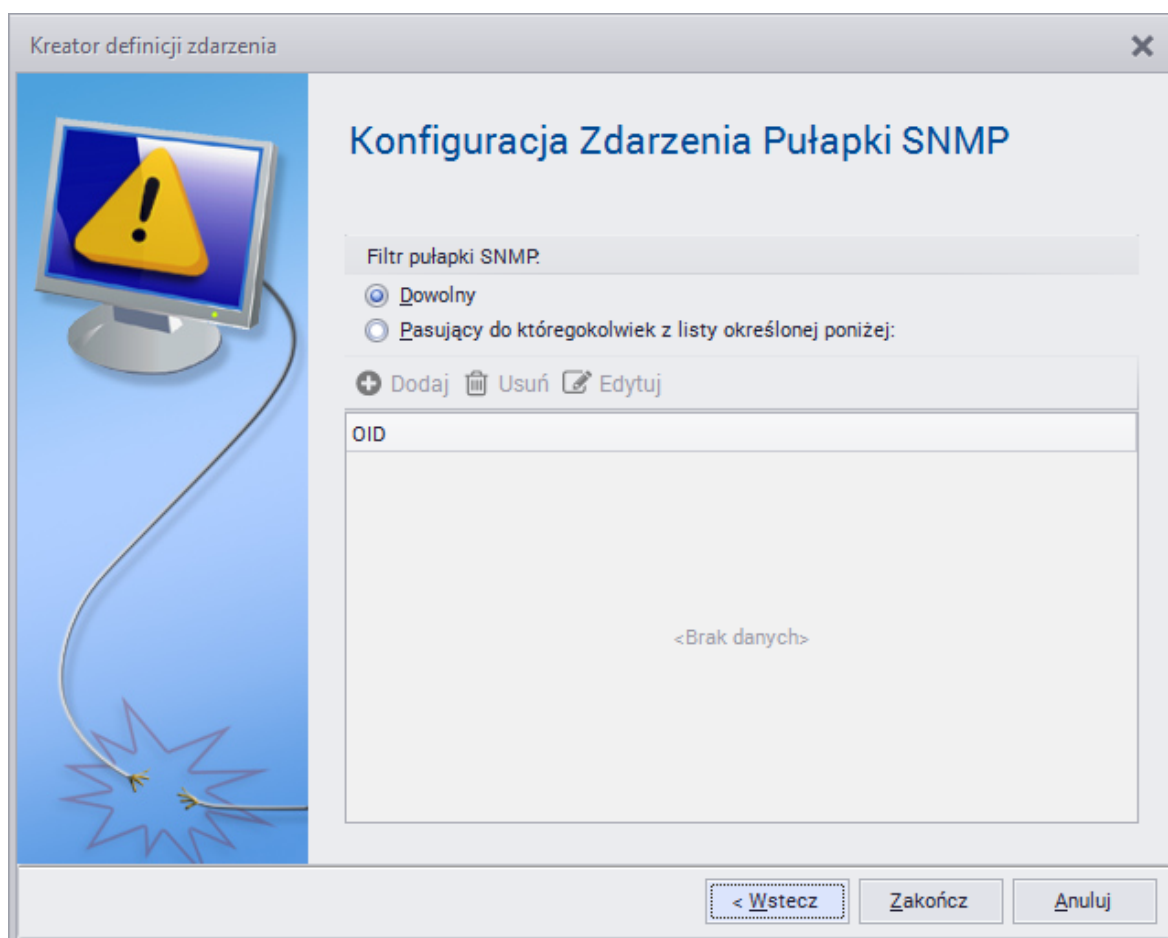 Kreator definicji zdarzenia
Konfiguracja Zdarzenia Pułapki SNMP
Filtr pułapki SNMP:
Dowolny
Pasujący do któregokolwiek z listy określonej poniżej:
Dodaj Usuń Edytuj
OID
<Brak danych>
< Wstecz Zakończ Anuluj